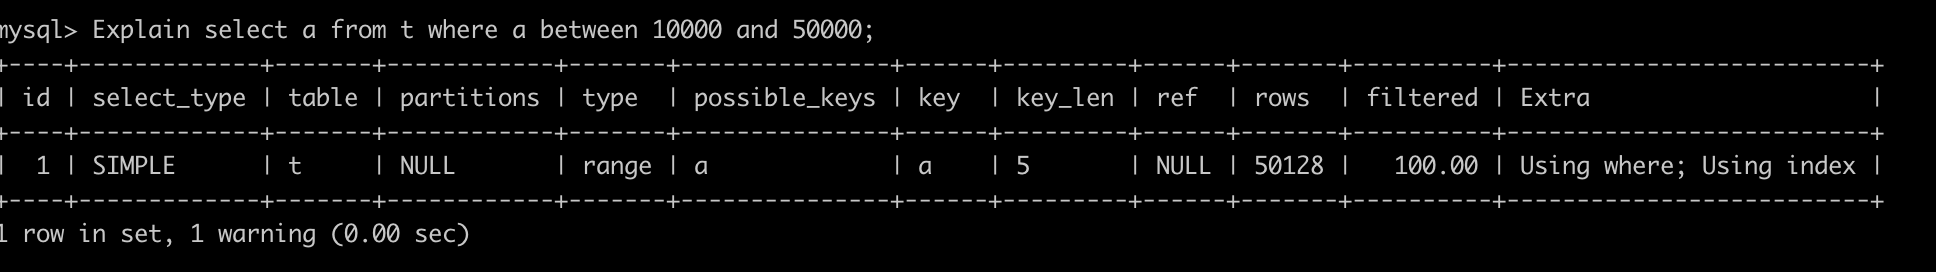 mysql> Explain select a from t where a between 10000 and 50000;
+----+-------------+-------+------------+-------+---------------+------+---------+------+-------+----------+--------------------------+
| id | select_type | table | partitions | type  | possible_keys | key  | key_len | ref  | rows  | filtered | Extra                    |
+----+-------------+-------+------------+-------+---------------+------+---------+------+-------+----------+--------------------------+
|  1 | SIMPLE      | t     | NULL       | range | a             | a    | 5       | NULL | 50128 |   100.00 | Using where; Using index |
+----+-------------+-------+------------+-------+---------------+------+---------+------+-------+----------+--------------------------+
1 row in set, 1 warning (0.00 sec)